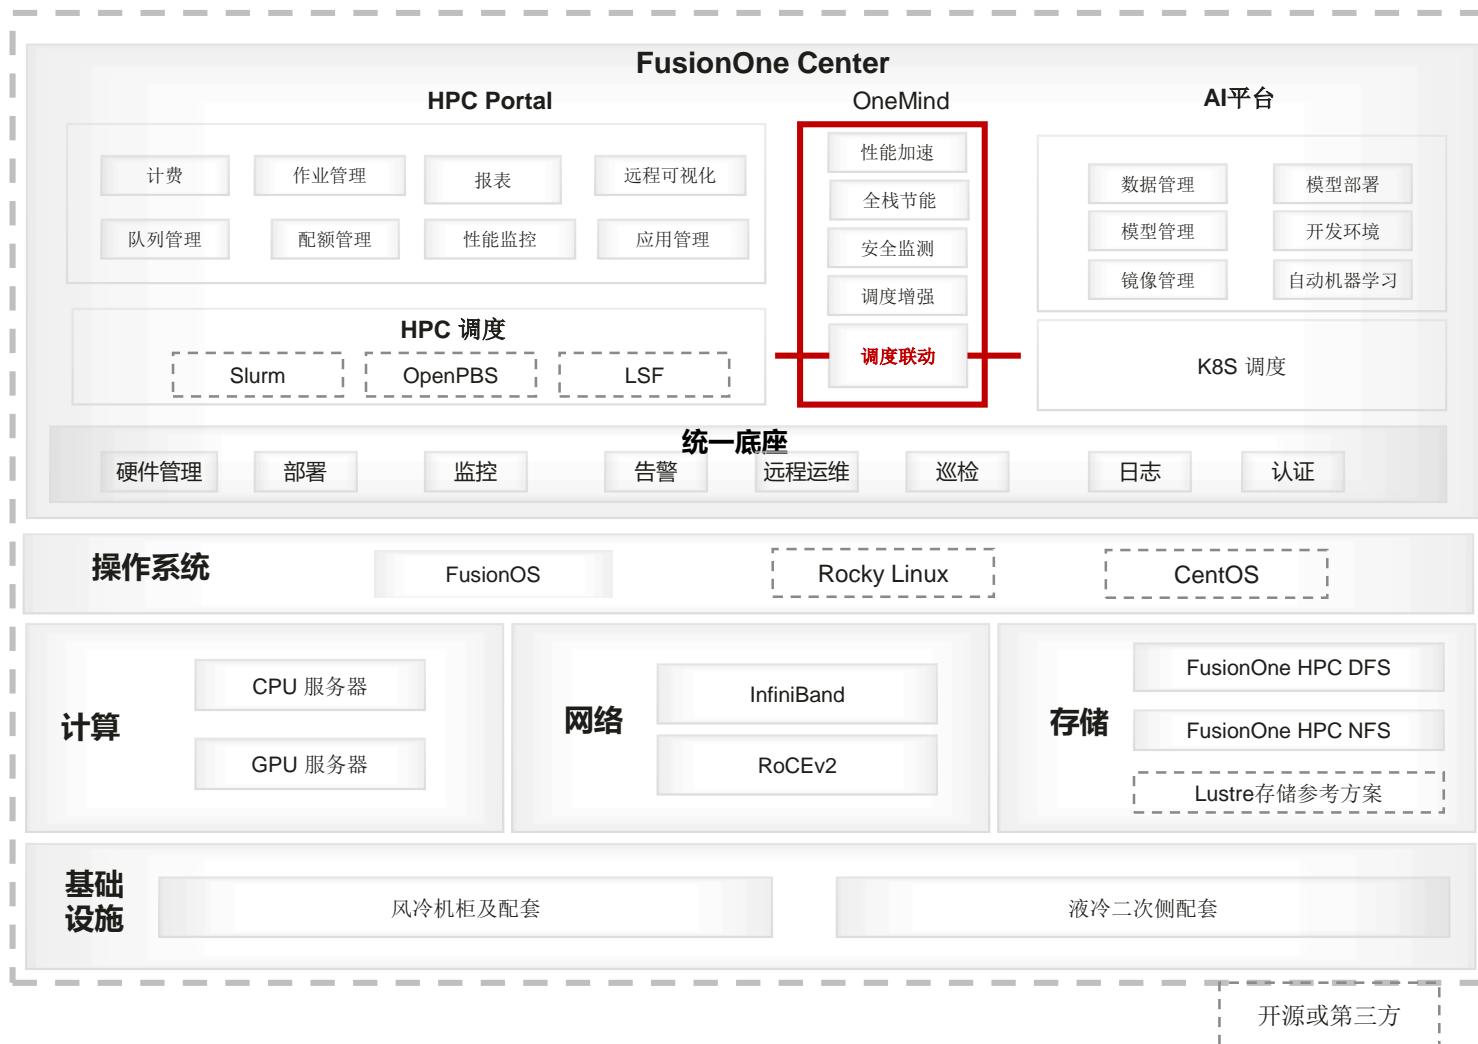 FusionOne Center
HPC Portal
OneMind
AI平台
计费
作业管理
报表
远程可视化
队列管理
配额管理
性能监控
应用管理
性能加速
全栈节能
安全监测
调度增强
调度联动
数据管理
模型部署
模型管理
开发环境
镜像管理
自动机器学习
HPC 调度
Slurm
OpenPBS
LSF
K8S 调度
统一底座
硬件管理
部署
监控
告警
远程运维
巡检
日志
认证
操作系统
FusionOS
Rocky Linux
CentOS
计算
CPU 服务器
GPU 服务器
网络
InfiniBand
RoCEv2
存储
FusionOne HPC DFS
FusionOne HPC NFS
Lustre存储参考方案
基础
设施
风冷机柜及配套
液冷二次侧配套
开源或第三方